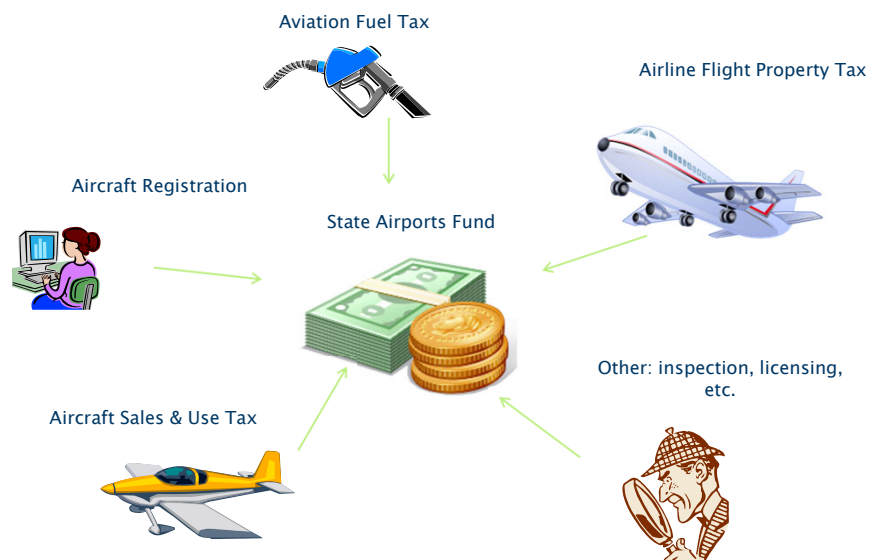 Aviation Fuel Tax
Airline Flight Property Tax
Aircraft Registration
State Airports Fund
Other: inspection, licensing,
etc.
Aircraft Sales & Use Tax